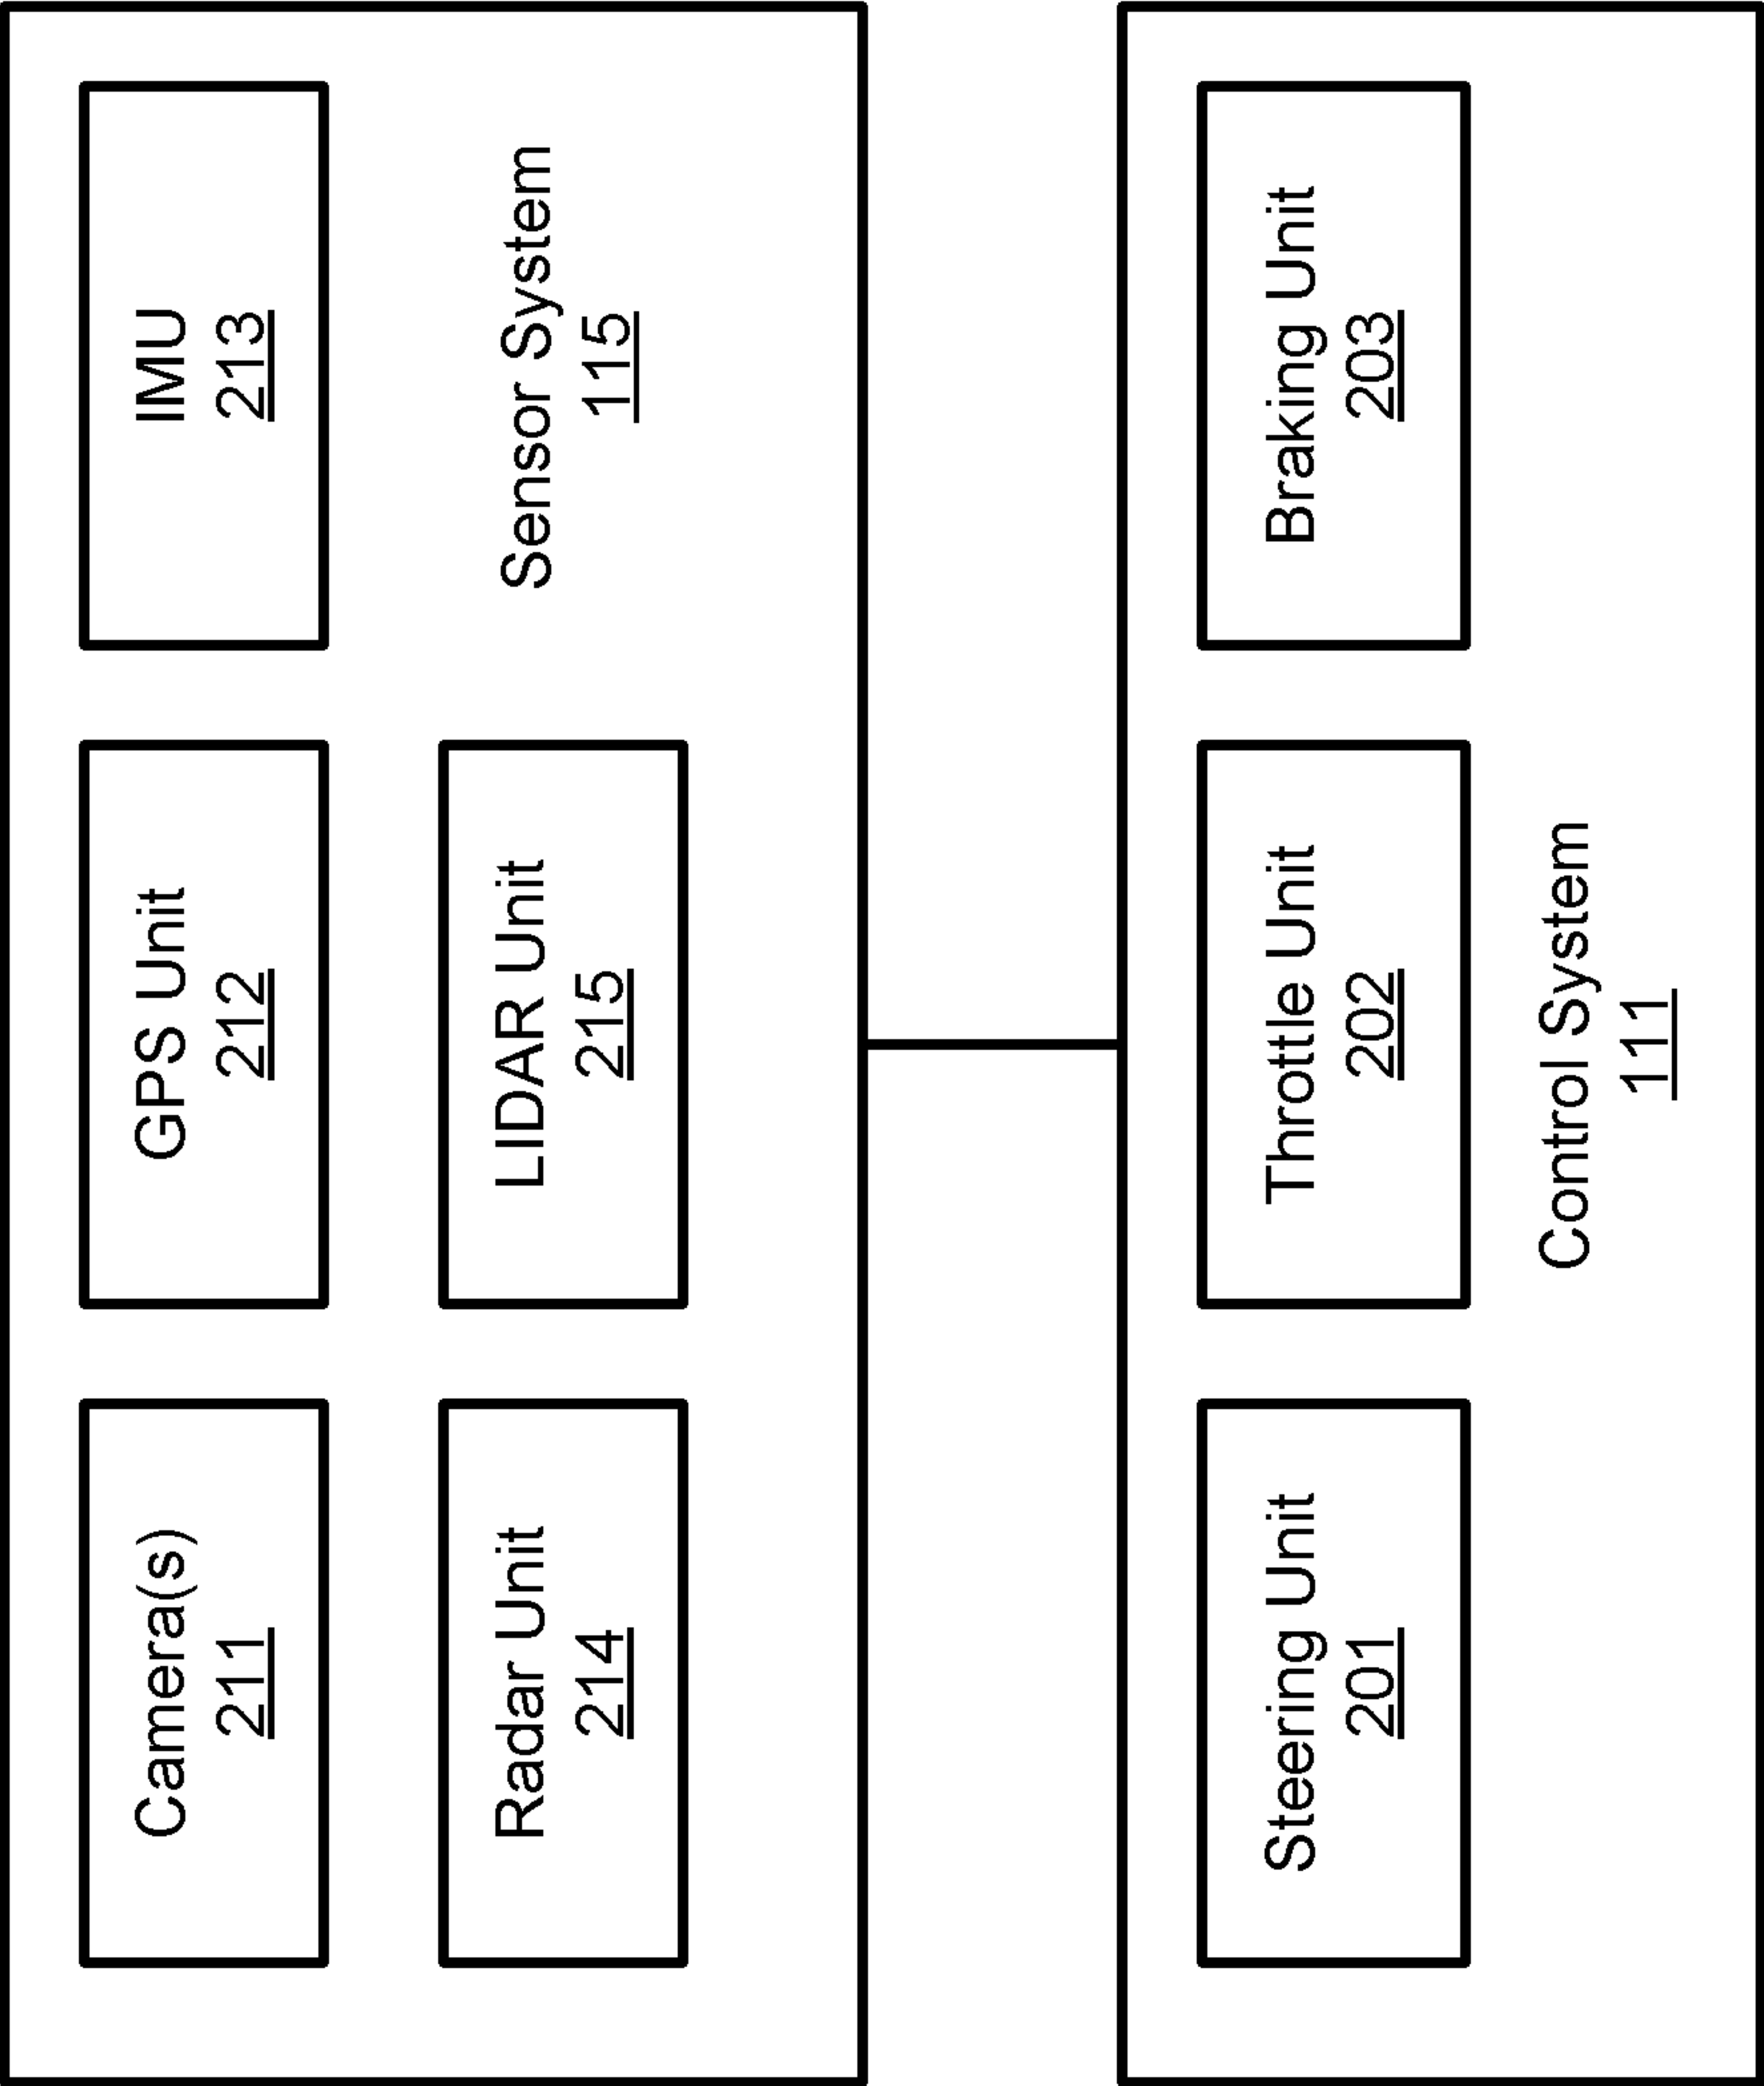 Camera(s)
211
GPS Unit
212
IMU
213
Radar Unit
214
LIDAR Unit
215
Sensor System
115
Steering Unit
201
Throttle Unit
202
Braking Unit
203
Control System
111